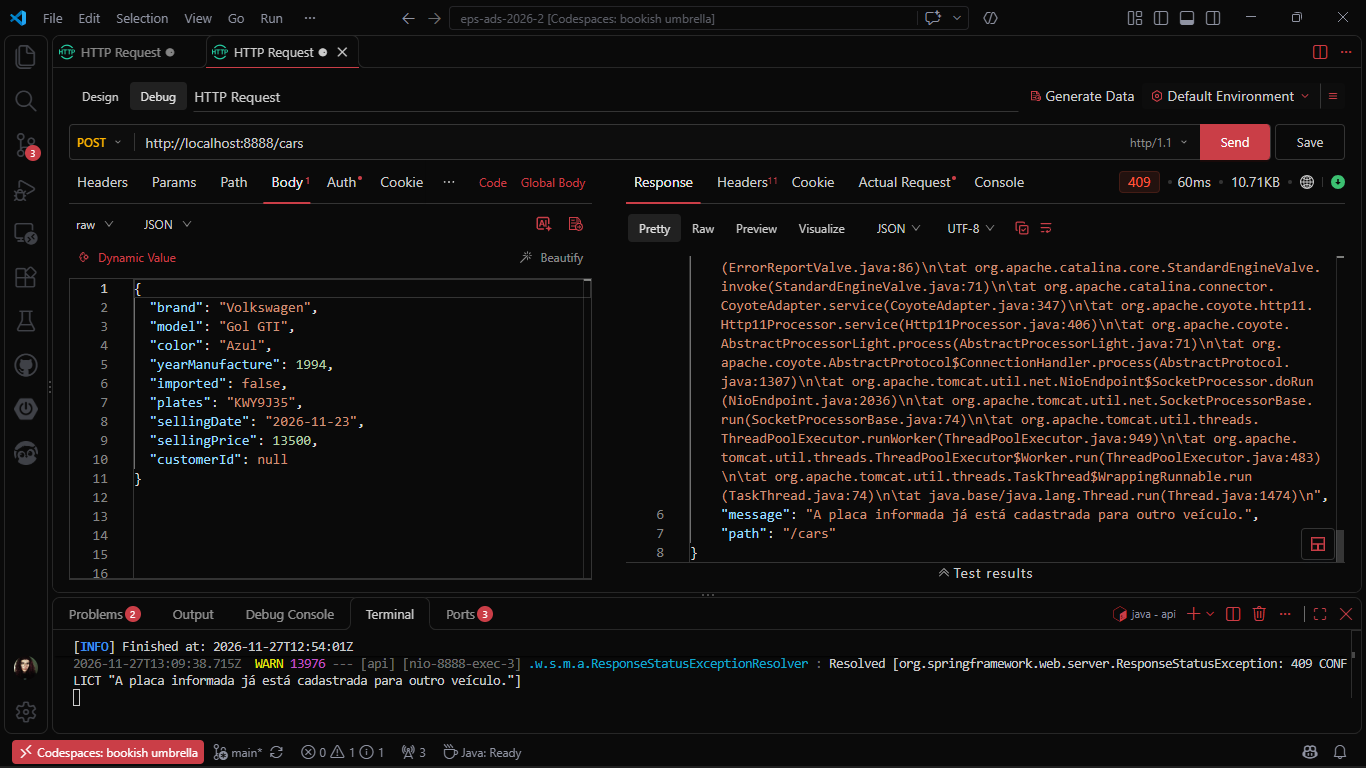 File Edit Selection View Go Run ···
eps-ads-2026-2 [Codespaces: bookish umbrella]
HTTP HTTP Request
HTTP HTTP Request
Design Debug HTTP Request
Generate Data Default Environment
POST http://localhost:8888/cars http/1.1 Send Save
Headers Params Path Body1 Auth Cookie ··· Code Global Body
Response Headers11 Cookie Actual Request Console 409 60ms 10.71KB
raw JSON AI
Pretty Raw Preview Visualize JSON UTF-8
Dynamic Value Beautify
1 {
2 "brand": "Volkswagen",
3 "model": "Gol GTI",
4 "color": "Azul",
5 "yearManufacture": 1994,
6 "imported": false,
7 "plates": "KWY9J35",
8 "sellingDate": "2026-11-23",
9 "sellingPrice": 13500,
10 "customerId": null
11 }
12
13
14
15
16
(ErrorReportValve.java:86)\n\tat org.apache.catalina.core.StandardEngineValve.
invoke(StandardEngineValve.java:71)\n\tat org.apache.catalina.connector.
CoyoteAdapter.service(CoyoteAdapter.java:347)\n\tat org.apache.coyote.http11.
Http11Processor.service(Http11Processor.java:406)\n\tat org.apache.coyote.
AbstractProcessorLight.process(AbstractProcessorLight.java:71)\n\tat org.
apache.coyote.AbstractProtocol$ConnectionHandler.process(AbstractProtocol.
java:1307)\n\tat org.apache.tomcat.util.net.NioEndpoint$SocketProcessor.doRun
(NioEndpoint.java:2036)\n\tat org.apache.tomcat.util.net.SocketProcessorBase.
run(SocketProcessorBase.java:74)\n\tat org.apache.tomcat.util.threads.
ThreadPoolExecutor.runWorker(ThreadPoolExecutor.java:949)\n\tat org.apache.
tomcat.util.threads.ThreadPoolExecutor$Worker.run(ThreadPoolExecutor.java:483)
\n\tat org.apache.tomcat.util.threads.TaskThread$WrappingRunnable.run
(TaskThread.java:74)\n\tat java.base/java.lang.Thread.run(Thread.java:1474)\n",
6 "message": "A placa informada já está cadastrada para outro veículo.",
7 "path": "/cars"
8 }
Test results
3
Problems 2 Output Debug Console Terminal Ports 3 java - api
[INFO] Finished at: 2026-11-27T12:54:01Z
2026-11-27T13:09:38.715Z WARN 13976 --- [api] [nio-8888-exec-3] .w.s.m.a.ResponseStatusExceptionResolver : Resolved [org.springframework.web.server.ResponseStatusException: 409 CONF
LICT "A placa informada já está cadastrada para outro veículo."]
Codespaces: bookish umbrella main* 0 1 1 3 Java: Ready